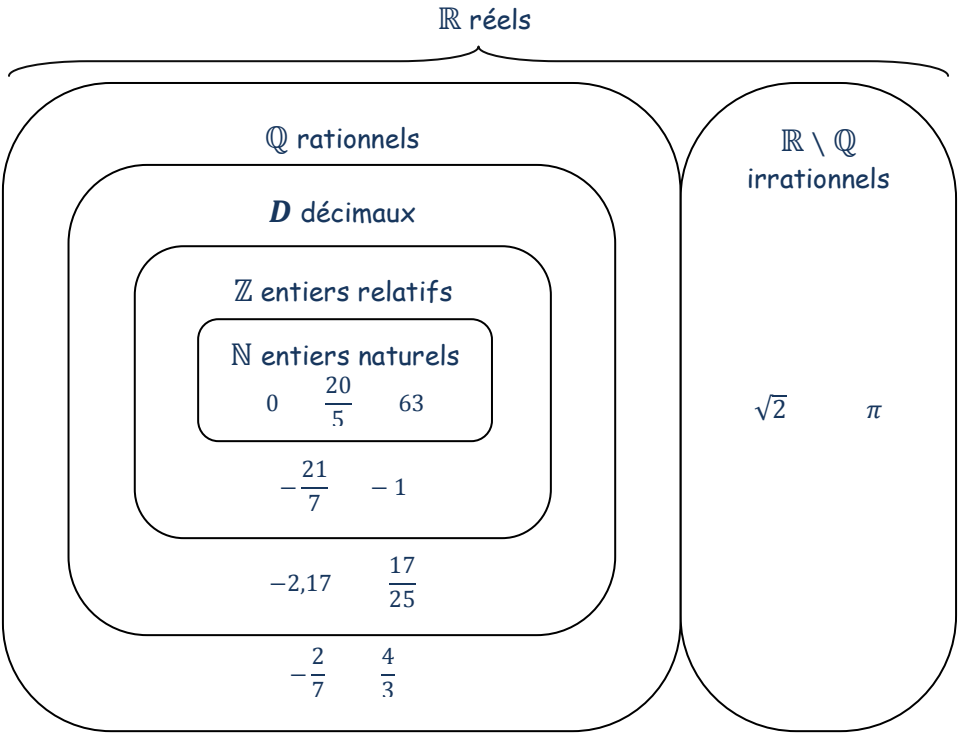 ℝ réels
ℚ rationnels
ℝ \ ℚ
irrationnels
D décimaux
ℤ entiers relatifs
ℕ entiers naturels
0 20/5 63
√2 π
−21/7 −1
−2,17 17/25
−2/7 4/3